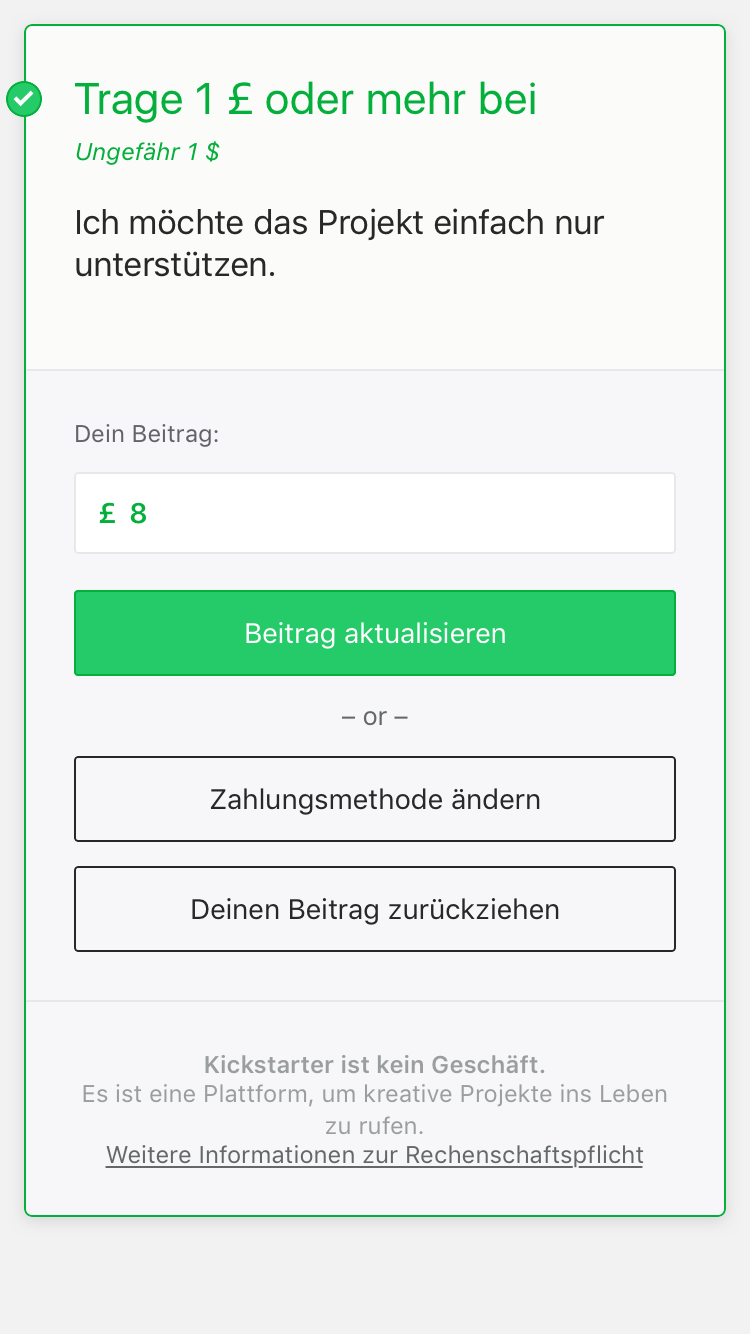 Trage 1 £ oder mehr bei
Ungefähr 1 $
Ich möchte das Projekt einfach nur
unterstützen.
Dein Beitrag:
£ 8
Beitrag aktualisieren
– or –
Zahlungsmethode ändern
Deinen Beitrag zurückziehen
Kickstarter ist kein Geschäft.
Es ist eine Plattform, um kreative Projekte ins Leben
zu rufen.
Weitere Informationen zur Rechenschaftspflicht